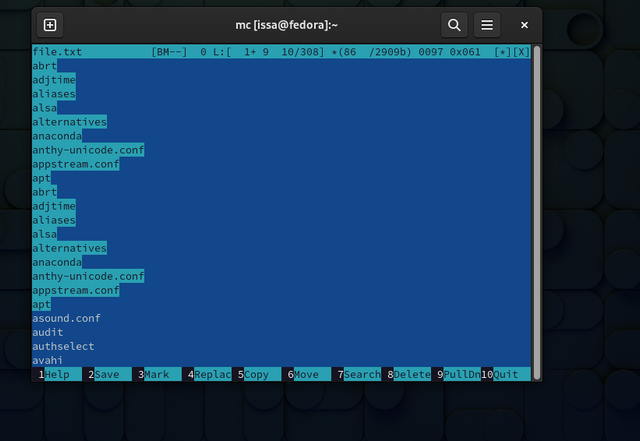 mc [issa@fedora]:~
file.txt [BM--] 0 L:[ 1+ 9 10/308] *(86 /2909b) 0097 0x061 [*][X]
abrt
adjtime
aliases
alsa
alternatives
anaconda
anthy-unicode.conf
appstream.conf
apt
abrt
adjtime
aliases
alsa
alternatives
anaconda
anthy-unicode.conf
appstream.conf
apt
asound.conf
audit
authselect
avahi
1Help 2Save 3Mark 4Replac 5Copy 6Move 7Search 8Delete 9PullDn 10Quit